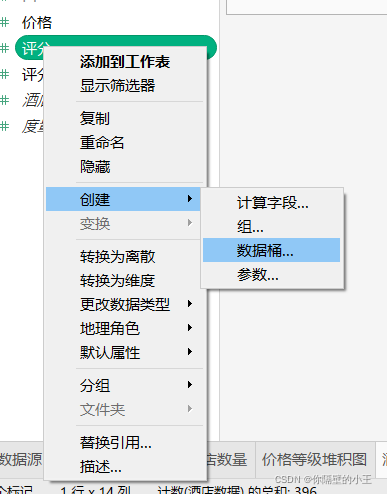 价格
评分
评分
酒店
度量
添加到工作表
显示筛选器
复制
重命名
隐藏
创建
变换
转换为离散
转换为维度
更改数据类型
地理角色
默认属性
分组
文件夹
替换引用...
描述...
计算字段...
组...
数据桶...
参数...
数据源
店数量
价格等级堆积图
个标记
1 行 x 14 列
计数(酒店数据) 的总和: 396
CSDN @你隔壁的小王